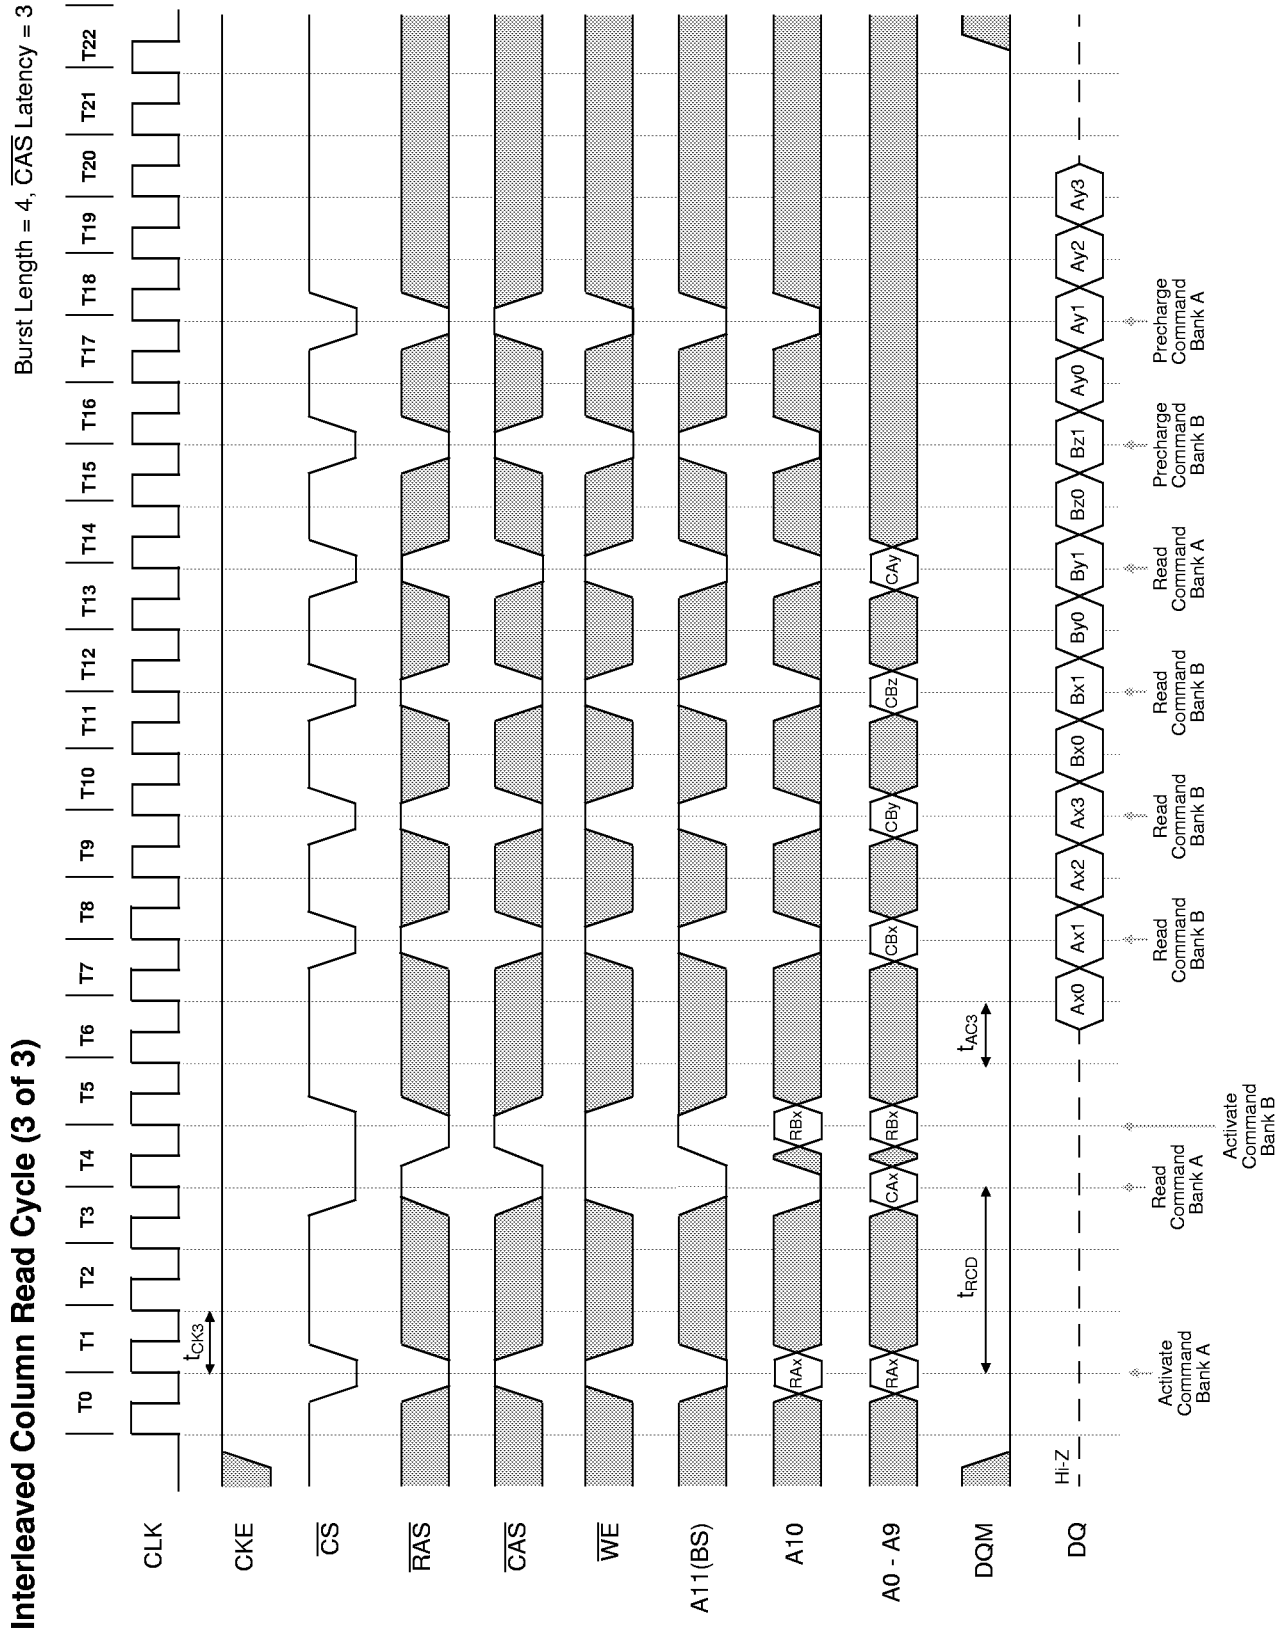 Interleaved Column Read Cycle (3 of 3)
Burst Length = 4, CAS Latency = 3
T0 T1 T2 T3 T4 T5 T6 T7 T8 T9 T10 T11 T12 T13 T14 T15 T16 T17 T18 T19 T20 T21 T22
CLK
tCK3
CKE
CS
RAS
CAS
WE
A11(BS)
A10
RAx RBx
A0 - A9
RAx CAx RBx CBx CBy CBz CAy
DQM
tRCD tAC3
DQ
Hi-Z
Ax0 Ax1 Ax2 Ax3 Bx0 Bx1 By0 By1 Bz0 Bz1 Ay0 Ay1 Ay2 Ay3
Activate
Command
Bank A
Read
Command
Bank A
Activate
Command
Bank B
Read
Command
Bank B
Read
Command
Bank B
Read
Command
Bank B
Read
Command
Bank A
Precharge
Command
Bank B
Precharge
Command
Bank A